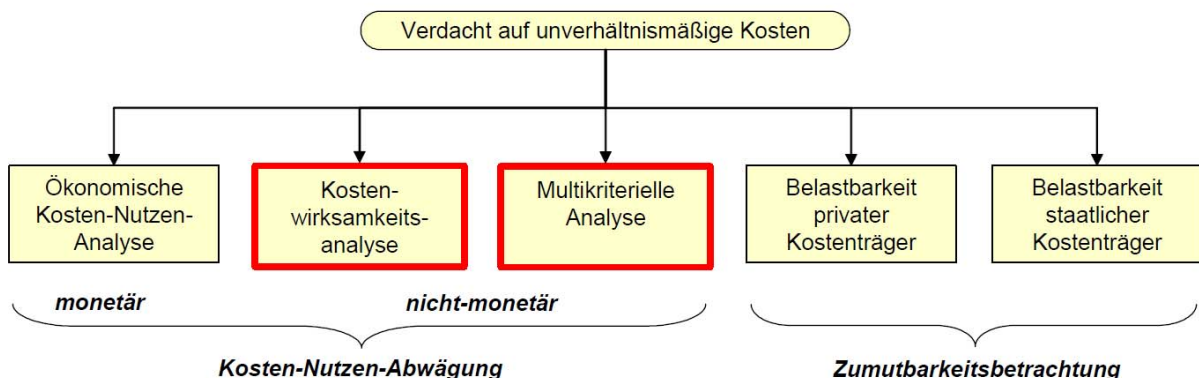 Verdacht auf unverhältnismäßige Kosten
Ökonomische
Kosten-Nutzen-
Analyse
Kosten-
wirksamkeits-
analyse
Multikriterielle
Analyse
Belastbarkeit
privater
Kostenträger
Belastbarkeit
staatlicher
Kostenträger
monetär
nicht-monetär
Kosten-Nutzen-Abwägung
Zumutbarkeitsbetrachtung